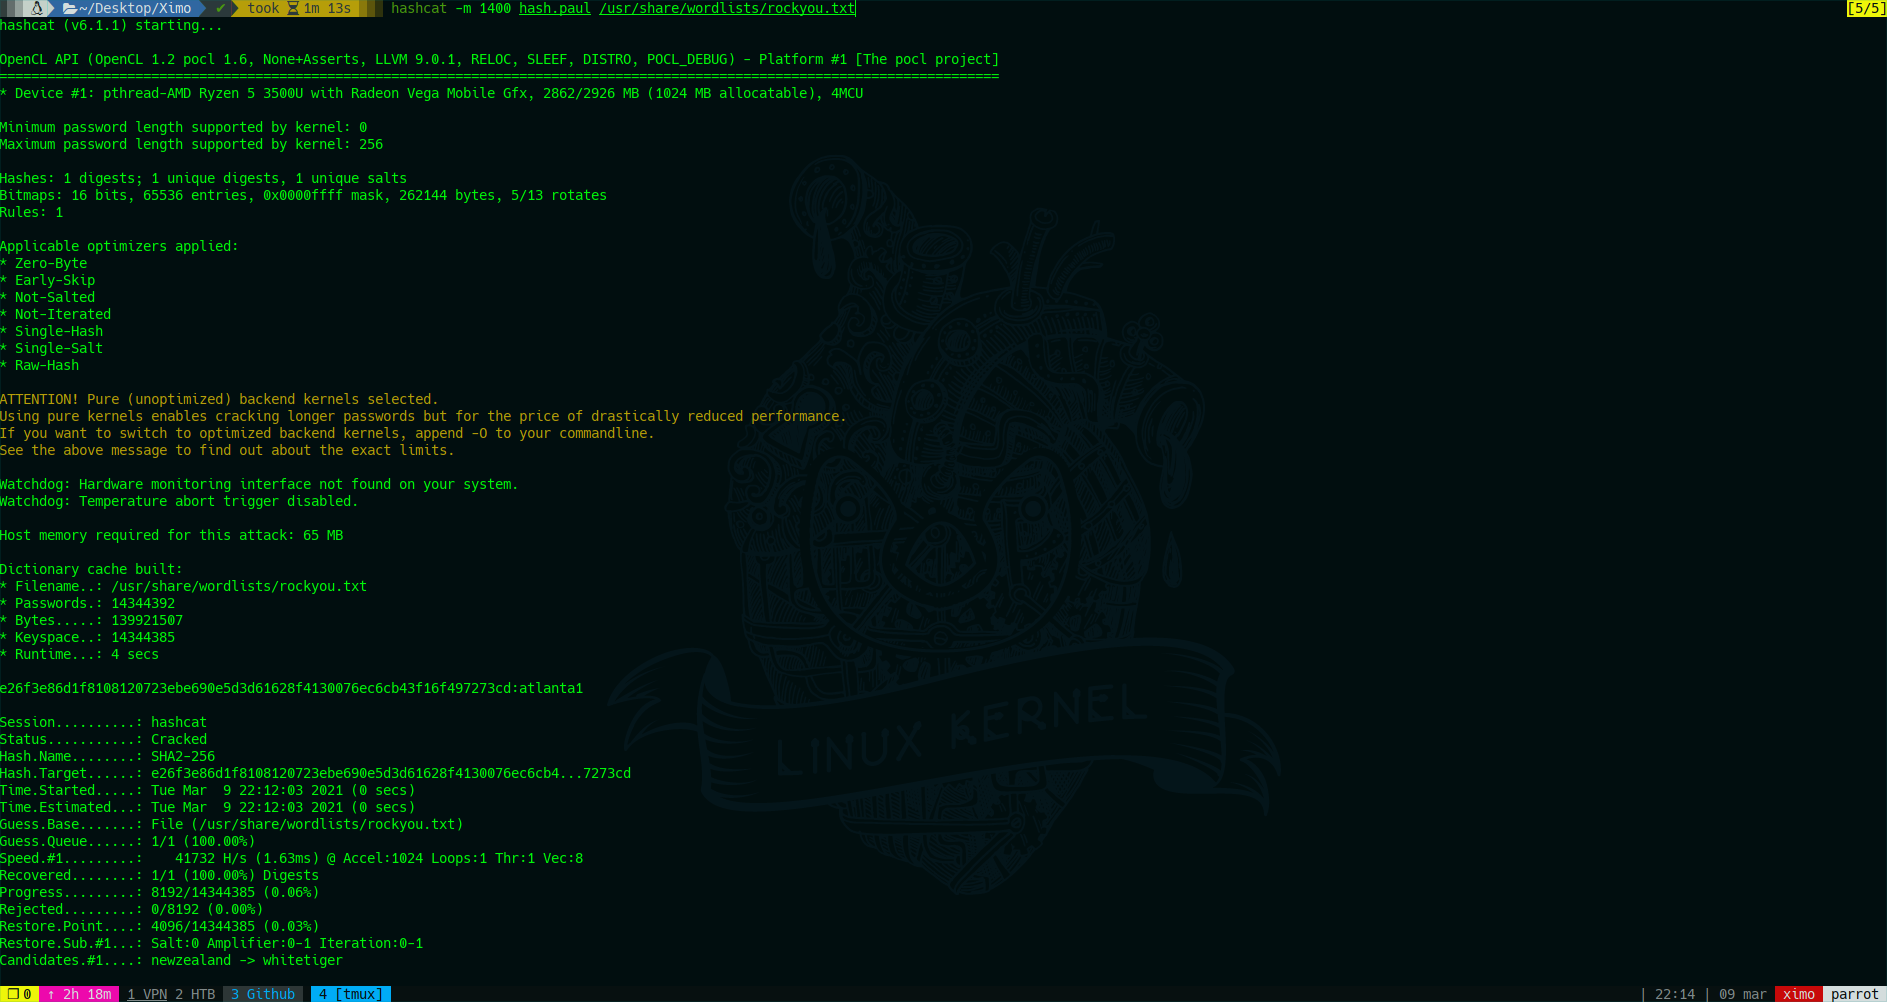 ~/Desktop/Ximo ✔ took 1m 13s hashcat -m 1400 hash.paul /usr/share/wordlists/rockyou.txt [5/5]
hashcat (v6.1.1) starting...
OpenCL API (OpenCL 1.2 pocl 1.6, None+Asserts, LLVM 9.0.1, RELOC, SLEEF, DISTRO, POCL_DEBUG) - Platform #1 [The pocl project]
=============================================================================================================================
* Device #1: pthread-AMD Ryzen 5 3500U with Radeon Vega Mobile Gfx, 2862/2926 MB (1024 MB allocatable), 4MCU
Minimum password length supported by kernel: 0
Maximum password length supported by kernel: 256
Hashes: 1 digests; 1 unique digests, 1 unique salts
Bitmaps: 16 bits, 65536 entries, 0x0000ffff mask, 262144 bytes, 5/13 rotates
Rules: 1
Applicable optimizers applied:
* Zero-Byte
* Early-Skip
* Not-Salted
* Not-Iterated
* Single-Hash
* Single-Salt
* Raw-Hash
ATTENTION! Pure (unoptimized) backend kernels selected.
Using pure kernels enables cracking longer passwords but for the price of drastically reduced performance.
If you want to switch to optimized backend kernels, append -O to your commandline.
See the above message to find out about the exact limits.
Watchdog: Hardware monitoring interface not found on your system.
Watchdog: Temperature abort trigger disabled.
Host memory required for this attack: 65 MB
Dictionary cache built:
* Filename..: /usr/share/wordlists/rockyou.txt
* Passwords.: 14344392
* Bytes.....: 139921507
* Keyspace..: 14344385
* Runtime...: 4 secs
e26f3e86d1f8108120723ebe690e5d3d61628f4130076ec6cb43f16f497273cd:atlanta1
Session..........: hashcat
Status...........: Cracked
Hash.Name........: SHA2-256
Hash.Target......: e26f3e86d1f8108120723ebe690e5d3d61628f4130076ec6cb4...7273cd
Time.Started.....: Tue Mar  9 22:12:03 2021 (0 secs)
Time.Estimated...: Tue Mar  9 22:12:03 2021 (0 secs)
Guess.Base.......: File (/usr/share/wordlists/rockyou.txt)
Guess.Queue......: 1/1 (100.00%)
Speed.#1.........:    41732 H/s (1.63ms) @ Accel:1024 Loops:1 Thr:1 Vec:8
Recovered........: 1/1 (100.00%) Digests
Progress.........: 8192/14344385 (0.06%)
Rejected.........: 0/8192 (0.00%)
Restore.Point....: 4096/14344385 (0.03%)
Restore.Sub.#1...: Salt:0 Amplifier:0-1 Iteration:0-1
Candidates.#1....: newzealand -> whitetiger
LINUX KERNEL
❐ 0 ↑ 2h 18m 1 VPN 2 HTB 3 Github 4 [tmux] | 22:14 | 09 mar ximo parrot